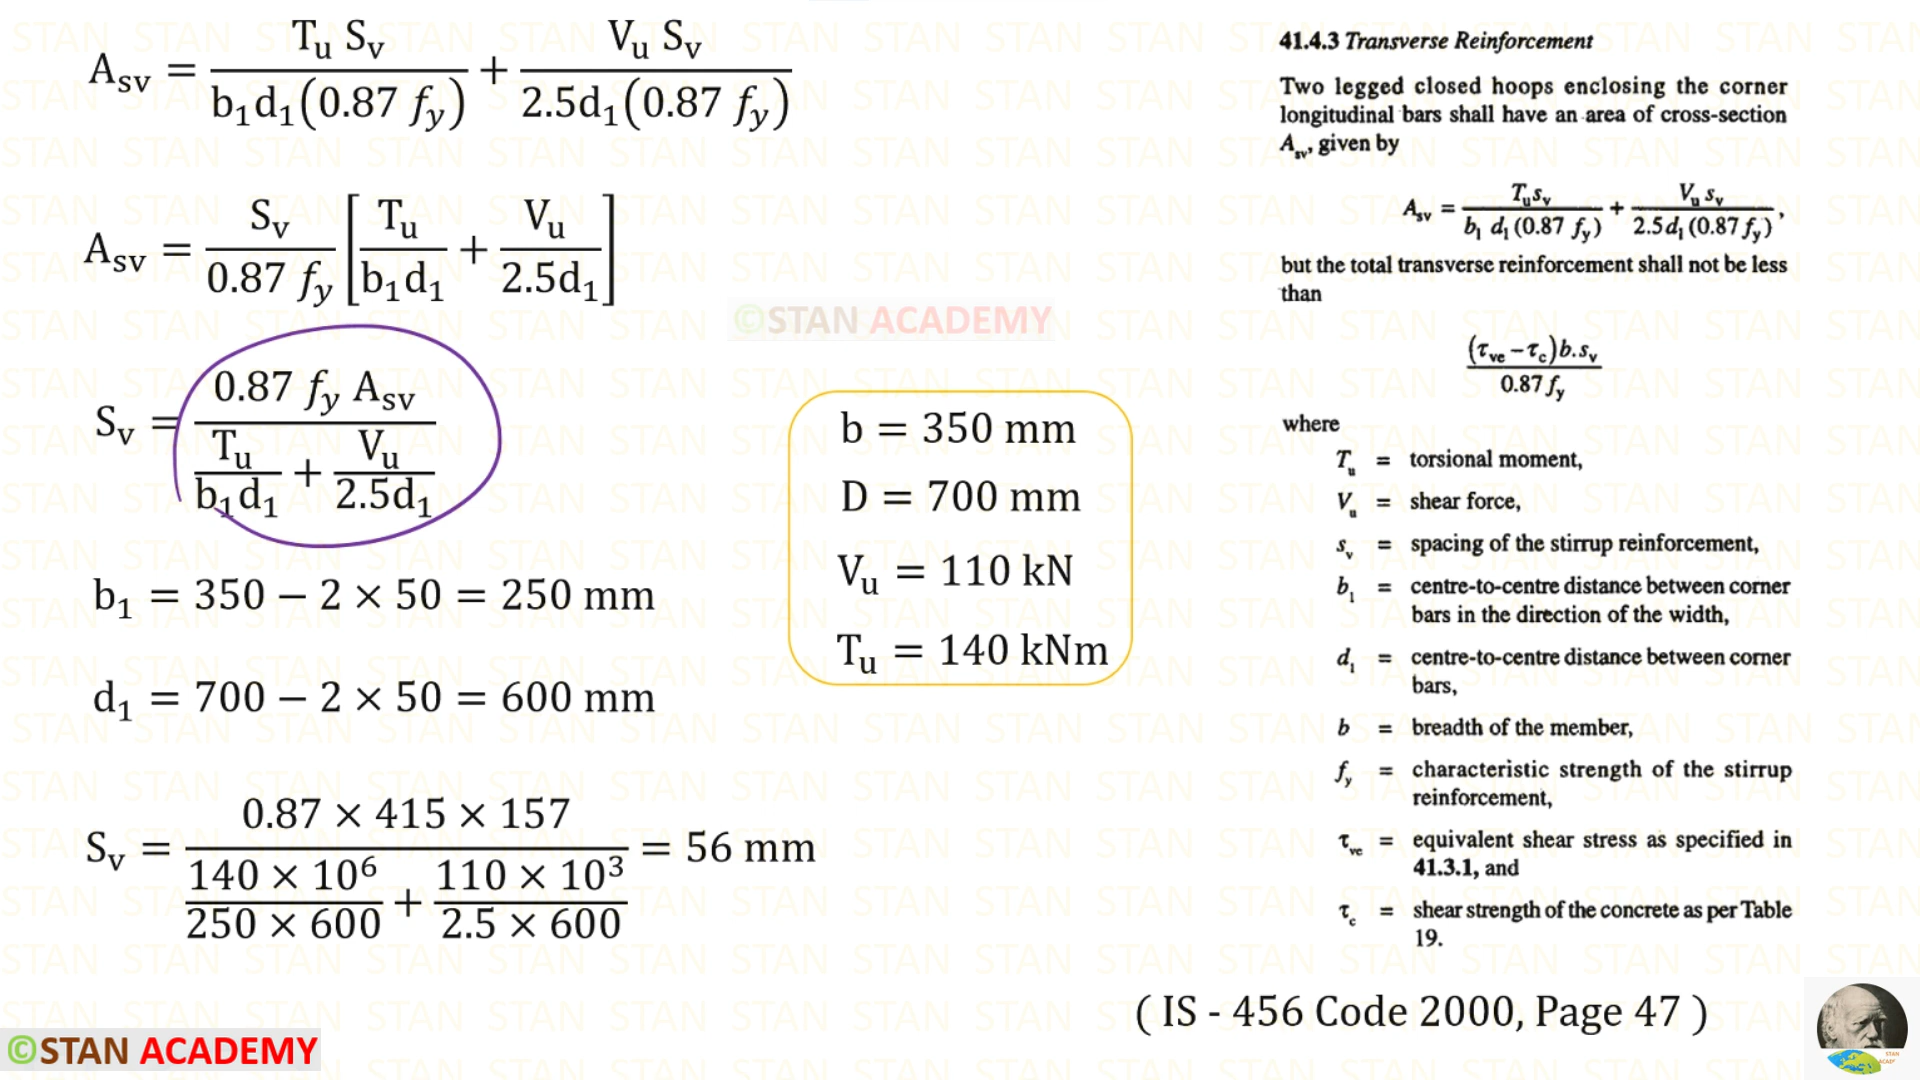 A_sv = T_u S_v / b_1 d_1 (0.87 f_y) + V_u S_v / 2.5d_1 (0.87 f_y)
A_sv = S_v / 0.87 f_y [ T_u / b_1 d_1 + V_u / 2.5d_1 ]
S_v = 0.87 f_y A_sv / ( T_u / b_1 d_1 + V_u / 2.5d_1 )
b_1 = 350 − 2 × 50 = 250 mm
d_1 = 700 − 2 × 50 = 600 mm
S_v = 0.87 × 415 × 157 / ( 140 × 10^6 / 250 × 600 + 110 × 10^3 / 2.5 × 600 ) = 56 mm
©STAN ACADEMY
b = 350 mm
D = 700 mm
V_u = 110 kN
T_u = 140 kNm
41.4.3 Transverse Reinforcement
Two legged closed hoops enclosing the corner
longitudinal bars shall have an area of cross-section
A_sv, given by
A_sv = T_u s_v / b_1 d_1 (0.87 f_y) + V_u s_v / 2.5 d_1 (0.87 f_y) ,
but the total transverse reinforcement shall not be less
than
(τ_ve − τ_c) b. s_v / 0.87 f_y
where
T_u = torsional moment,
V_u = shear force,
s_v = spacing of the stirrup reinforcement,
b_1 = centre-to-centre distance between corner
bars in the direction of the width,
d_1 = centre-to-centre distance between corner
bars,
b = breadth of the member,
f_y = characteristic strength of the stirrup
reinforcement,
τ_ve = equivalent shear stress as specified in
41.3.1, and
τ_c = shear strength of the concrete as per Table
19.
( IS - 456 Code 2000, Page 47 )
©STAN ACADEMY